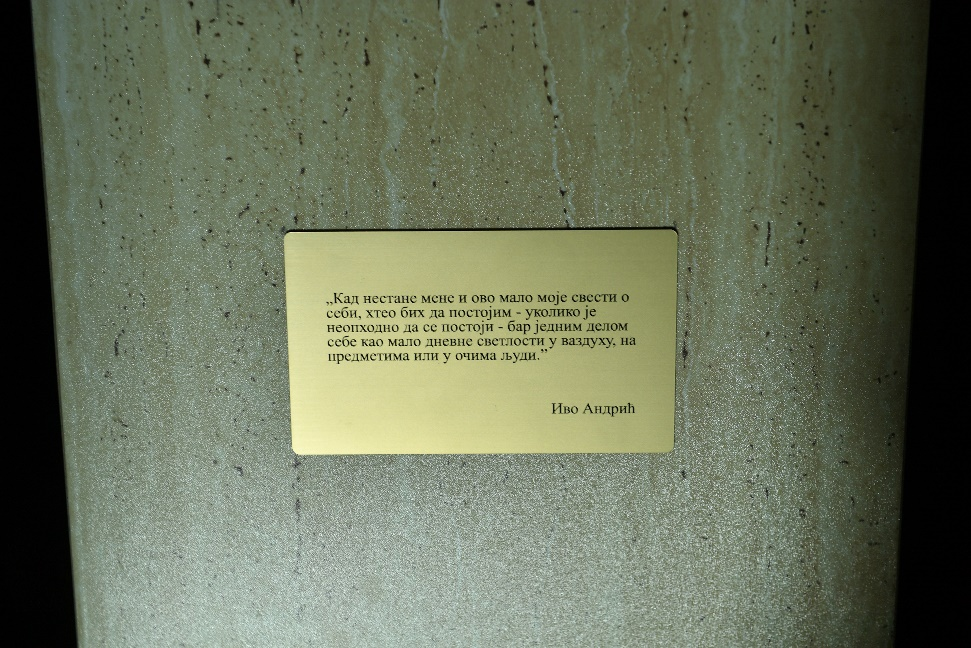 „Кад нестане мене и ово мало моје свести о
себи, хтео бих да постојим - уколико је
неопходно да се постоји - бар једним делом
себе као мало дневне светлости у ваздуху, на
предметима или у очима људи.”
Иво Андрић